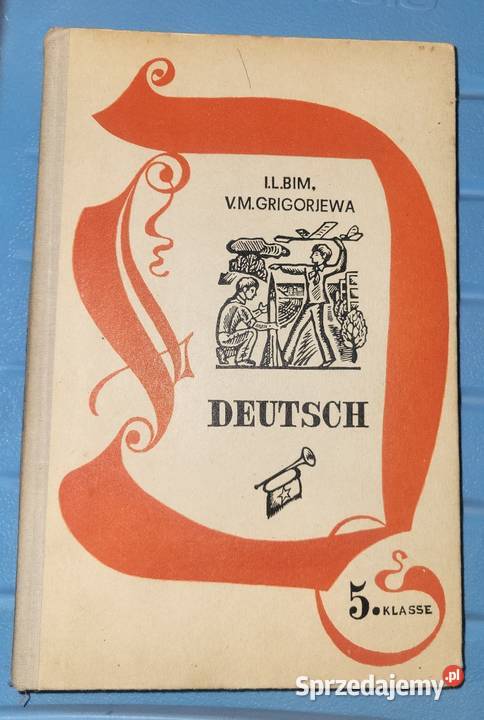 I.L.BIM,
V.M.GRIGORJEWA
DEUTSCH
5. KLASSE
Sprzedajemy.pl